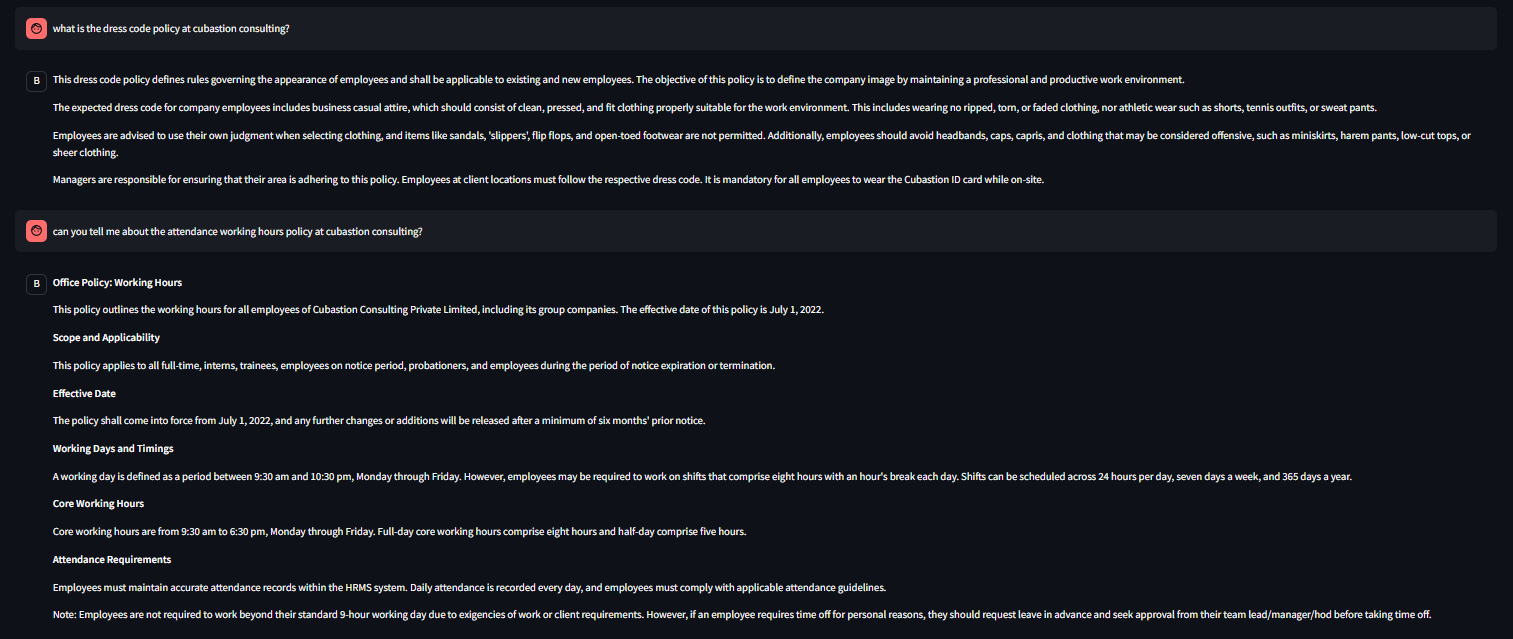 what is the dress code policy at cubastion consulting?
B
This dress code policy defines rules governing the appearance of employees and shall be applicable to existing and new employees. The objective of this policy is to define the company image by maintaining a professional and productive work environment.
The expected dress code for company employees includes business casual attire, which should consist of clean, pressed, and fit clothing properly suitable for the work environment. This includes wearing no ripped, torn, or faded clothing, nor athletic wear such as shorts, tennis outfits, or sweat pants.
Employees are advised to use their own judgment when selecting clothing, and items like sandals, 'slippers', flip flops, and open-toed footwear are not permitted. Additionally, employees should avoid headbands, caps, capris, and clothing that may be considered offensive, such as miniskirts, harem pants, low-cut tops, or
sheer clothing.
Managers are responsible for ensuring that their area is adhering to this policy. Employees at client locations must follow the respective dress code. It is mandatory for all employees to wear the Cubastion ID card while on-site.
can you tell me about the attendance working hours policy at cubastion consulting?
B
Office Policy: Working Hours
This policy outlines the working hours for all employees of Cubastion Consulting Private Limited, including its group companies. The effective date of this policy is July 1, 2022.
Scope and Applicability
This policy applies to all full-time, interns, trainees, employees on notice period, probationers, and employees during the period of notice expiration or termination.
Effective Date
The policy shall come into force from July 1, 2022, and any further changes or additions will be released after a minimum of six months' prior notice.
Working Days and Timings
A working day is defined as a period between 9:30 am and 10:30 pm, Monday through Friday. However, employees may be required to work on shifts that comprise eight hours with an hour's break each day. Shifts can be scheduled across 24 hours per day, seven days a week, and 365 days a year.
Core Working Hours
Core working hours are from 9:30 am to 6:30 pm, Monday through Friday. Full-day core working hours comprise eight hours and half-day comprise five hours.
Attendance Requirements
Employees must maintain accurate attendance records within the HRMS system. Daily attendance is recorded every day, and employees must comply with applicable attendance guidelines.
Note: Employees are not required to work beyond their standard 9-hour working day due to exigencies of work or client requirements. However, if an employee requires time off for personal reasons, they should request leave in advance and seek approval from their team lead/manager/hod before taking time off.